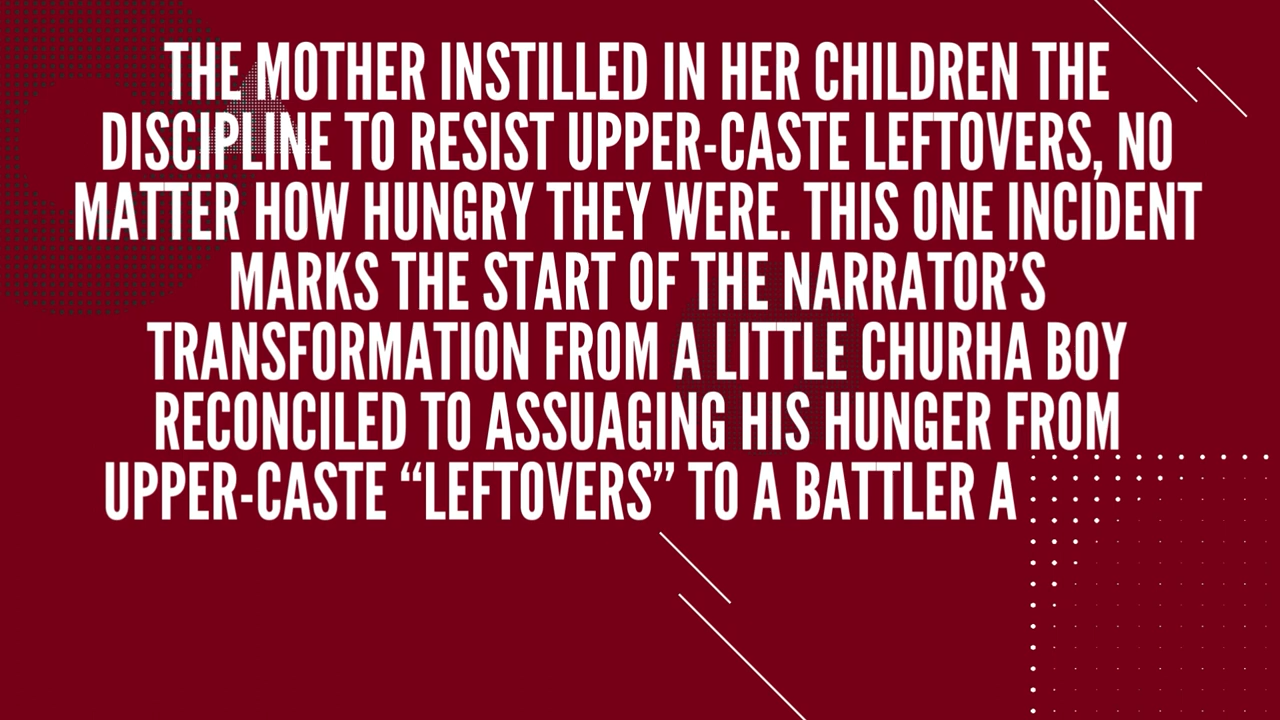 THE MOTHER INSTILLED IN HER CHILDREN THE
DISCIPLINE TO RESIST UPPER-CASTE LEFTOVERS, NO
MATTER HOW HUNGRY THEY WERE. THIS ONE INCIDENT
MARKS THE START OF THE NARRATOR’S
TRANSFORMATION FROM A LITTLE CHURHA BOY
RECONCILED TO ASSUAGING HIS HUNGER FROM
UPPER-CASTE “LEFTOVERS” TO A BATTLER A